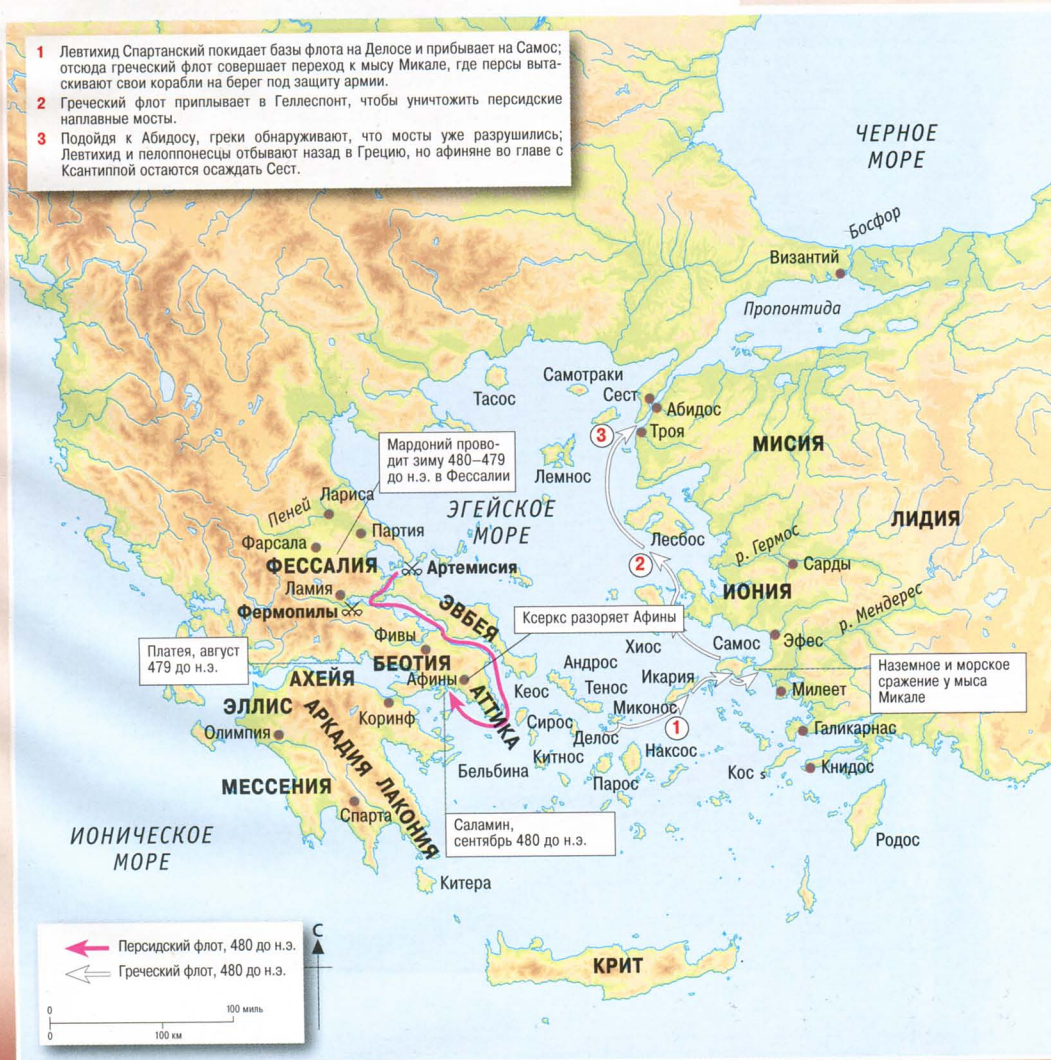 1 Левтихид Спартанский покидает базы флота на Делосе и прибывает на Самос;
отсюда греческий флот совершает переход к мысу Микале, где персы выта-
скивают свои корабли на берег под защиту армии.
2 Греческий флот приплывает в Геллеспонт, чтобы уничтожить персидские
наплавные мосты.
3 Подойдя к Абидосу, греки обнаруживают, что мосты уже разрушились;
Левтихид и пелоппонесцы отбывают назад в Грецию, но афиняне во главе с
Ксантиппой остаются осаждать Сест.
ЧЕРНОЕ
МОРЕ
Босфор
Византий
Пропонтида
Самотраки
Тасос
Сест
Абидос
3
Троя
МИСИЯ
Мардоний прово-
дит зиму 480–479
до н.э. в Фессалии
Лемнос
Лариса
Пеней
ЭГЕЙСКОЕ
МОРЕ
ЛИДИЯ
Партия
Фарсала
Лесбос
р. Гермос
ФЕССАЛИЯ
Артемисия
2
Сарды
Ламия
ИОНИЯ
Фермопилы
ЭВБЕЯ
Ксеркс разоряет Афины
р. Мендерес
Фивы
Эфес
Хиос
Самос
Платея, август
479 до н.э.
БЕОТИЯ
Андрос
Наземное и морское
сражение у мыса
Микале
АХЕЙЯ
Афины
Икария
Кеос
Тенос
Милеет
ЭЛЛИС
АТТИКА
Миконос
Коринф
Сирос
1
Олимпия
АРКАДИЯ
Делос
Галикарнас
Китнос
Наксос
Бельбина
Кос s
Книдос
Парос
МЕССЕНИЯ
ЛАКОНИЯ
Спарта
Саламин,
сентябрь 480 до н.э.
ИОНИЧЕСКОЕ
МОРЕ
Родос
Китера
С
Персидский флот, 480 до н.э.
Греческий флот, 480 до н.э.
КРИТ
0 100 миль
0 100 км